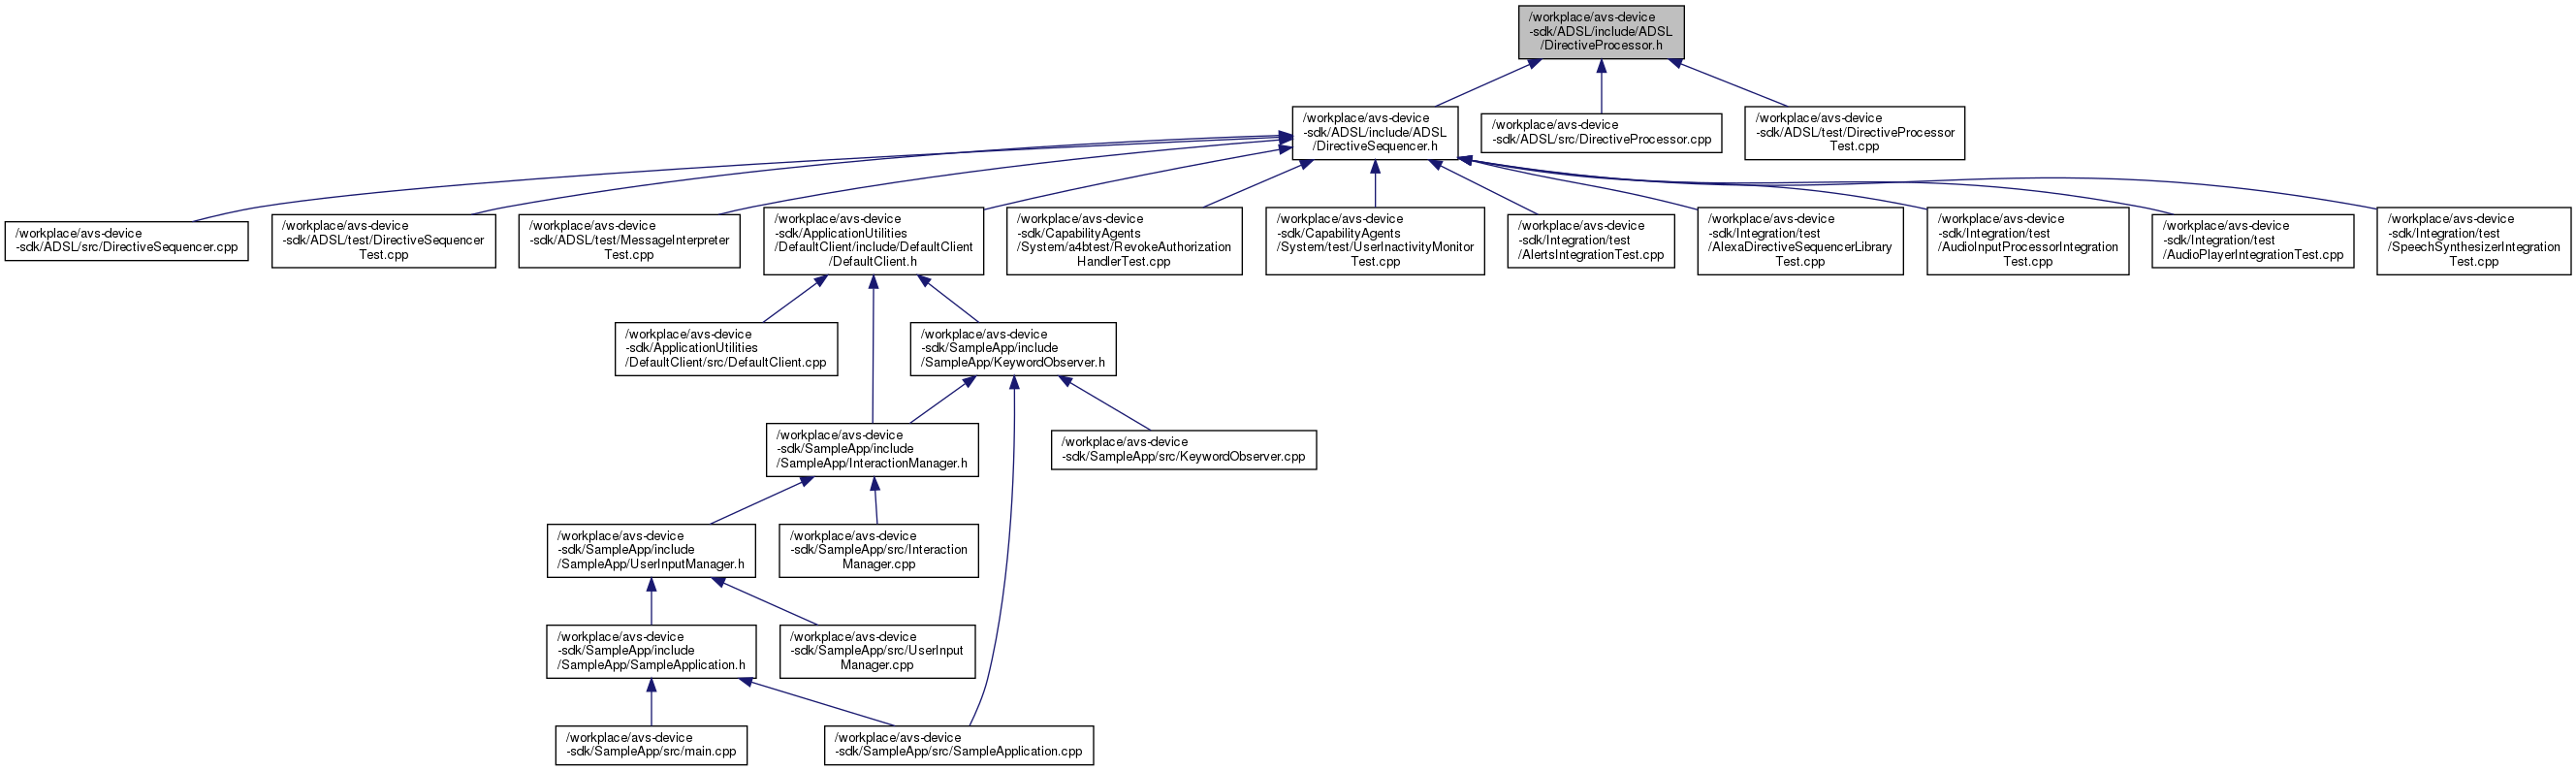 /workplace/avs-device
-sdk/ADSL/include/ADSL
/DirectiveProcessor.h
/workplace/avs-device
-sdk/ADSL/include/ADSL
/DirectiveSequencer.h
/workplace/avs-device
-sdk/ADSL/src/DirectiveProcessor.cpp
/workplace/avs-device
-sdk/ADSL/test/DirectiveProcessor
Test.cpp
/workplace/avs-device
-sdk/ADSL/src/DirectiveSequencer.cpp
/workplace/avs-device
-sdk/ADSL/test/DirectiveSequencer
Test.cpp
/workplace/avs-device
-sdk/ADSL/test/MessageInterpreter
Test.cpp
/workplace/avs-device
-sdk/ApplicationUtilities
/DefaultClient/include/DefaultClient
/DefaultClient.h
/workplace/avs-device
-sdk/CapabilityAgents
/System/a4btest/RevokeAuthorization
HandlerTest.cpp
/workplace/avs-device
-sdk/CapabilityAgents
/System/test/UserInactivityMonitor
Test.cpp
/workplace/avs-device
-sdk/Integration/test
/AlertsIntegrationTest.cpp
/workplace/avs-device
-sdk/Integration/test
/AlexaDirectiveSequencerLibrary
Test.cpp
/workplace/avs-device
-sdk/Integration/test
/AudioInputProcessorIntegration
Test.cpp
/workplace/avs-device
-sdk/Integration/test
/AudioPlayerIntegrationTest.cpp
/workplace/avs-device
-sdk/Integration/test
/SpeechSynthesizerIntegration
Test.cpp
/workplace/avs-device
-sdk/ApplicationUtilities
/DefaultClient/src/DefaultClient.cpp
/workplace/avs-device
-sdk/SampleApp/include
/SampleApp/KeywordObserver.h
/workplace/avs-device
-sdk/SampleApp/include
/SampleApp/InteractionManager.h
/workplace/avs-device
-sdk/SampleApp/src/KeywordObserver.cpp
/workplace/avs-device
-sdk/SampleApp/include
/SampleApp/UserInputManager.h
/workplace/avs-device
-sdk/SampleApp/src/Interaction
Manager.cpp
/workplace/avs-device
-sdk/SampleApp/include
/SampleApp/SampleApplication.h
/workplace/avs-device
-sdk/SampleApp/src/UserInput
Manager.cpp
/workplace/avs-device
-sdk/SampleApp/src/main.cpp
/workplace/avs-device
-sdk/SampleApp/src/SampleApplication.cpp